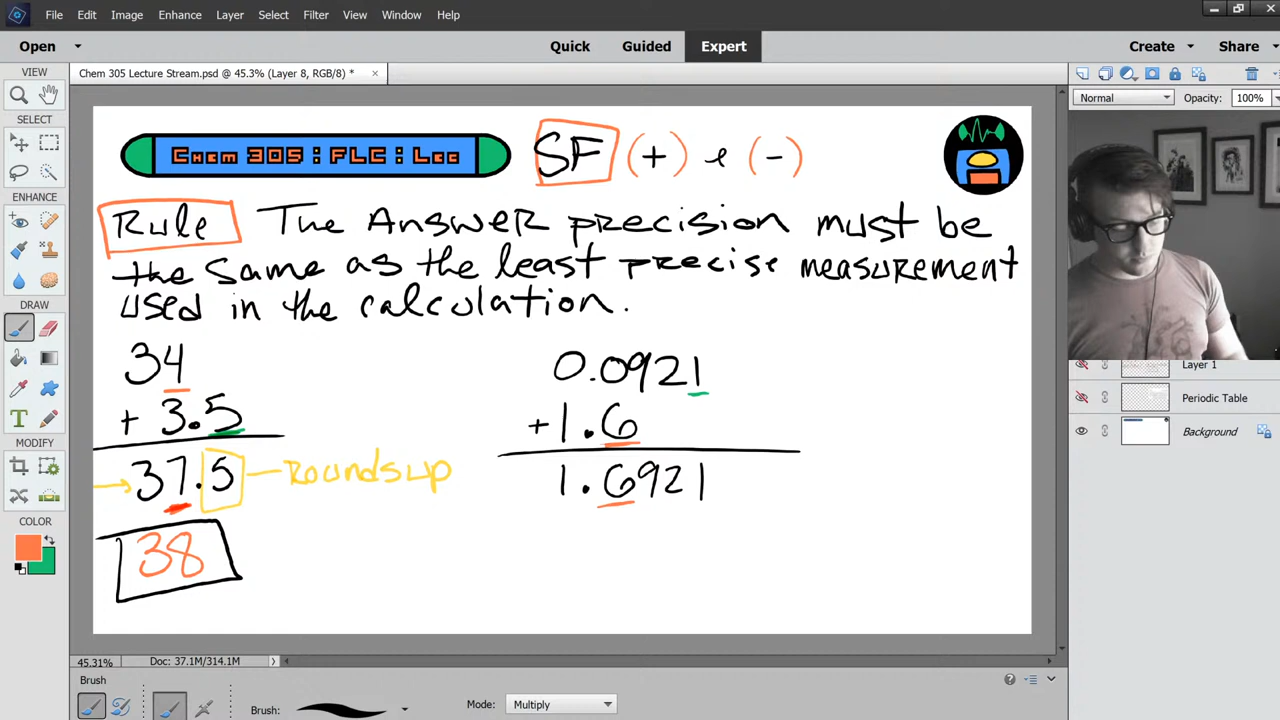 File Edit Image Enhance Layer Select Filter View Window Help
Open Quick Guided Expert Create Share
VIEW
Chem 305 Lecture Stream.psd @ 45.3% (Layer 8, RGB/8) *
Normal Opacity: 100%
SELECT
ENHANCE
DRAW
MODIFY
COLOR
Chem 305 : FLC : Lec
SF (+) & (-)
Rule The Answer precision must be
the same as the least precise measurement
used in the calculation.
34
+ 3.5
37.5 — Rounds up
38
0.0921
+1.6
1.6921
Layer 1
Periodic Table
Background
45.31% Doc: 37.1M/314.1M
Brush
Brush: Mode: Multiply